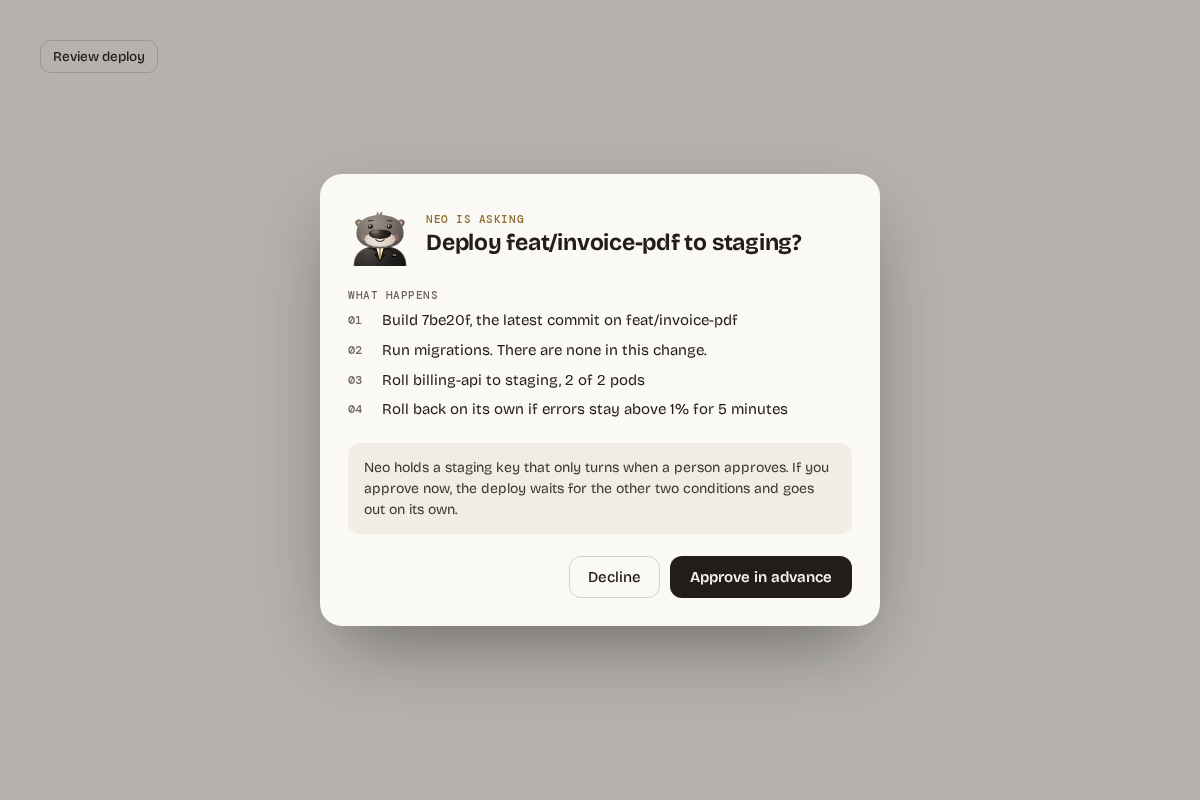 Review deploy
NEO IS ASKING
Deploy feat/invoice-pdf to staging?
WHAT HAPPENS
01 Build 7be20f, the latest commit on feat/invoice-pdf
02 Run migrations. There are none in this change.
03 Roll billing-api to staging, 2 of 2 pods
04 Roll back on its own if errors stay above 1% for 5 minutes
Neo holds a staging key that only turns when a person approves. If you
approve now, the deploy waits for the other two conditions and goes
out on its own.
Decline
Approve in advance